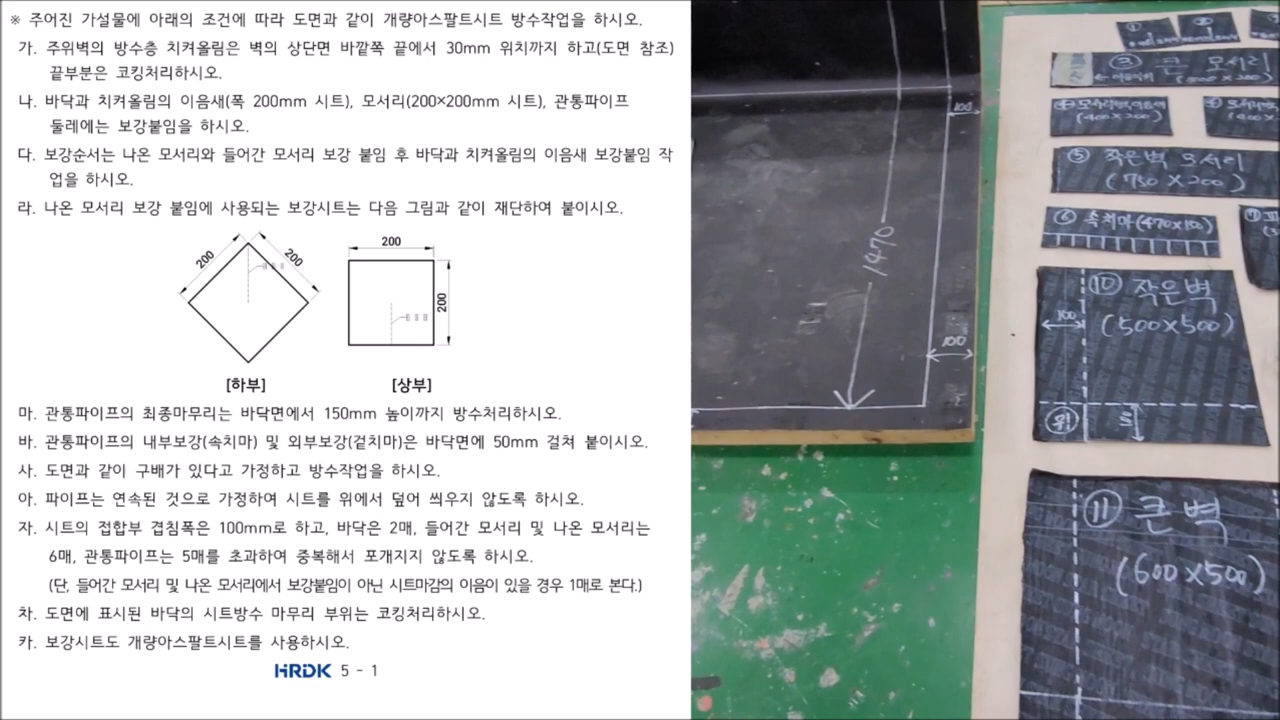 ※ 주어진 가설물에 아래의 조건에 따라 도면과 같이 개량아스팔트시트 방수작업을 하시오.
가. 주위벽의 방수층 치켜올림은 벽의 상단면 바깥쪽 끝에서 30mm 위치까지 하고(도면 참조)
끝부분은 코킹처리하시오.
나. 바닥과 치켜올림의 이음새(폭 200mm 시트), 모서리(200×200mm 시트), 관통파이프
둘레에는 보강붙임을 하시오.
다. 보강순서는 나온 모서리와 들어간 모서리 보강 붙임 후 바닥과 치켜올림의 이음새 보강붙임 작
업을 하시오.
라. 나온 모서리 보강 붙임에 사용되는 보강시트는 다음 그림과 같이 재단하여 붙이시오.
200 200
200
200
[하부] [상부]
마. 관통파이프의 최종마무리는 바닥면에서 150mm 높이까지 방수처리하시오.
바. 관통파이프의 내부보강(속치마) 및 외부보강(겉치마)은 바닥면에 50mm 걸쳐 붙이시오.
사. 도면과 같이 구배가 있다고 가정하고 방수작업을 하시오.
아. 파이프는 연속된 것으로 가정하여 시트를 위에서 덮어 씌우지 않도록 하시오.
자. 시트의 접합부 겹침폭은 100mm로 하고, 바닥은 2매, 들어간 모서리 및 나온 모서리는
6매, 관통파이프는 5매를 초과하여 중복해서 포개지지 않도록 하시오.
(단, 들어간 모서리 및 나온 모서리에서 보강붙임이 아닌 시트마감의 이음이 있을 경우 1매로 본다.)
차. 도면에 표시된 바닥의 시트방수 마무리 부위는 코킹처리하시오.
카. 보강시트도 개량아스팔트시트를 사용하시오.
HRDK 5 - 1
100
1470
100
③ 큰 모서리
⑤ 작은벽 모서리
(750×200)
⑥ 속치마(470×100)
⑩ 작은벽
(500×500)
100
위
⑪ 큰벽
(600×500)